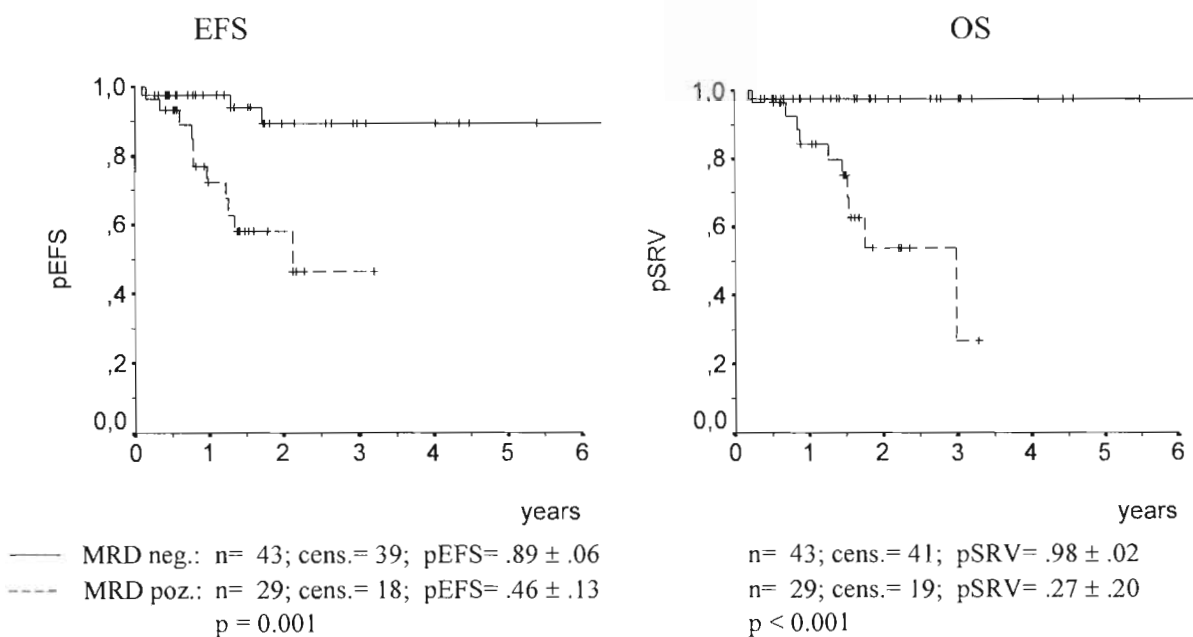 EFS
OS
1,0
,8
,6
,4
,2
0,0
pEFS
0 1 2 3 4 5 6
years
1,0
,8
,6
,4
,2
0,0
pSRV
0 1 2 3 4 5 6
years
MRD neg.: n= 43; cens.= 39; pEFS= .89 ± .06
MRD poz.: n= 29; cens.= 18; pEFS= .46 ± .13
p = 0.001
n= 43; cens.= 41; pSRV= .98 ± .02
n= 29; cens.= 19; pSRV= .27 ± .20
p < 0.001